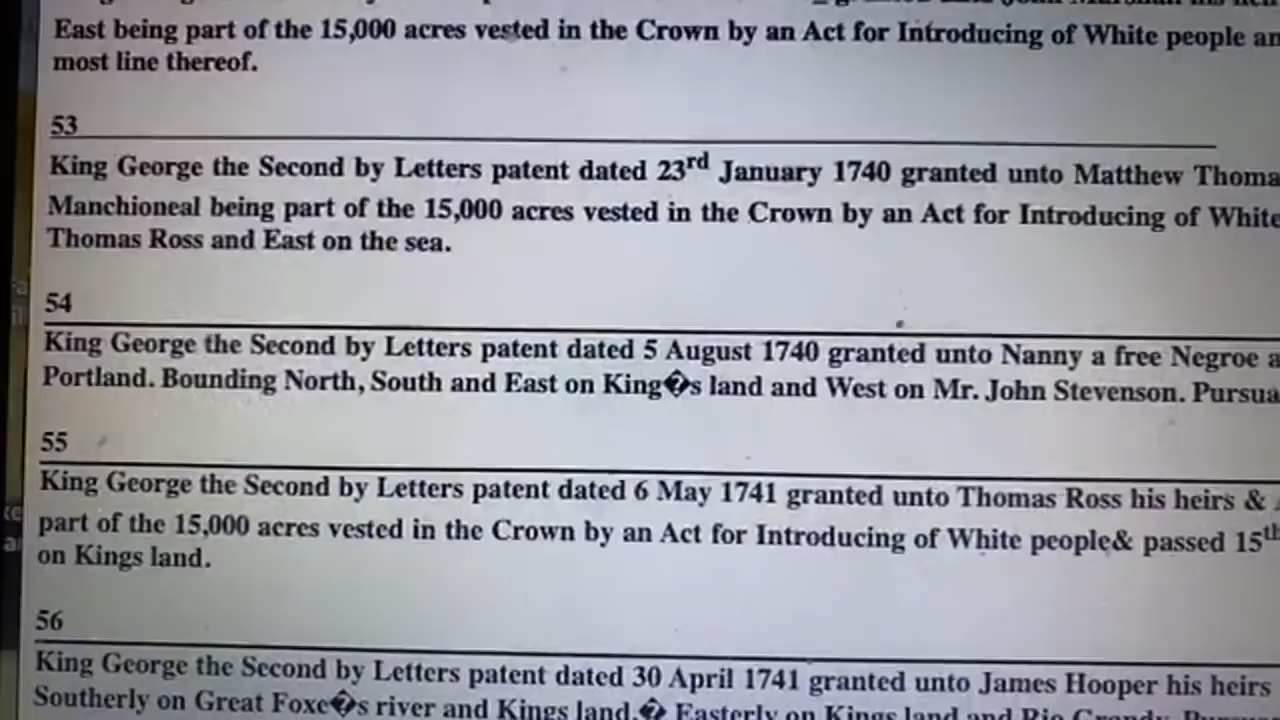 East being part of the 15,000 acres vested in the Crown by an Act for Introducing of White people an
most line thereof.
53
King George the Second by Letters patent dated 23rd January 1740 granted unto Matthew Thoma
Manchioneal being part of the 15,000 acres vested in the Crown by an Act for Introducing of White
Thomas Ross and East on the sea.
54
King George the Second by Letters patent dated 5 August 1740 granted unto Nanny a free Negroe a
Portland. Bounding North, South and East on King�s land and West on Mr. John Stevenson. Pursua
55
King George the Second by Letters patent dated 6 May 1741 granted unto Thomas Ross his heirs &
part of the 15,000 acres vested in the Crown by an Act for Introducing of White people& passed 15th
on Kings land.
56
King George the Second by Letters patent dated 30 April 1741 granted unto James Hooper his heirs
Southerly on Great Foxe�s river and Kings land.� Easterly on Kings land and Rio Grandy.